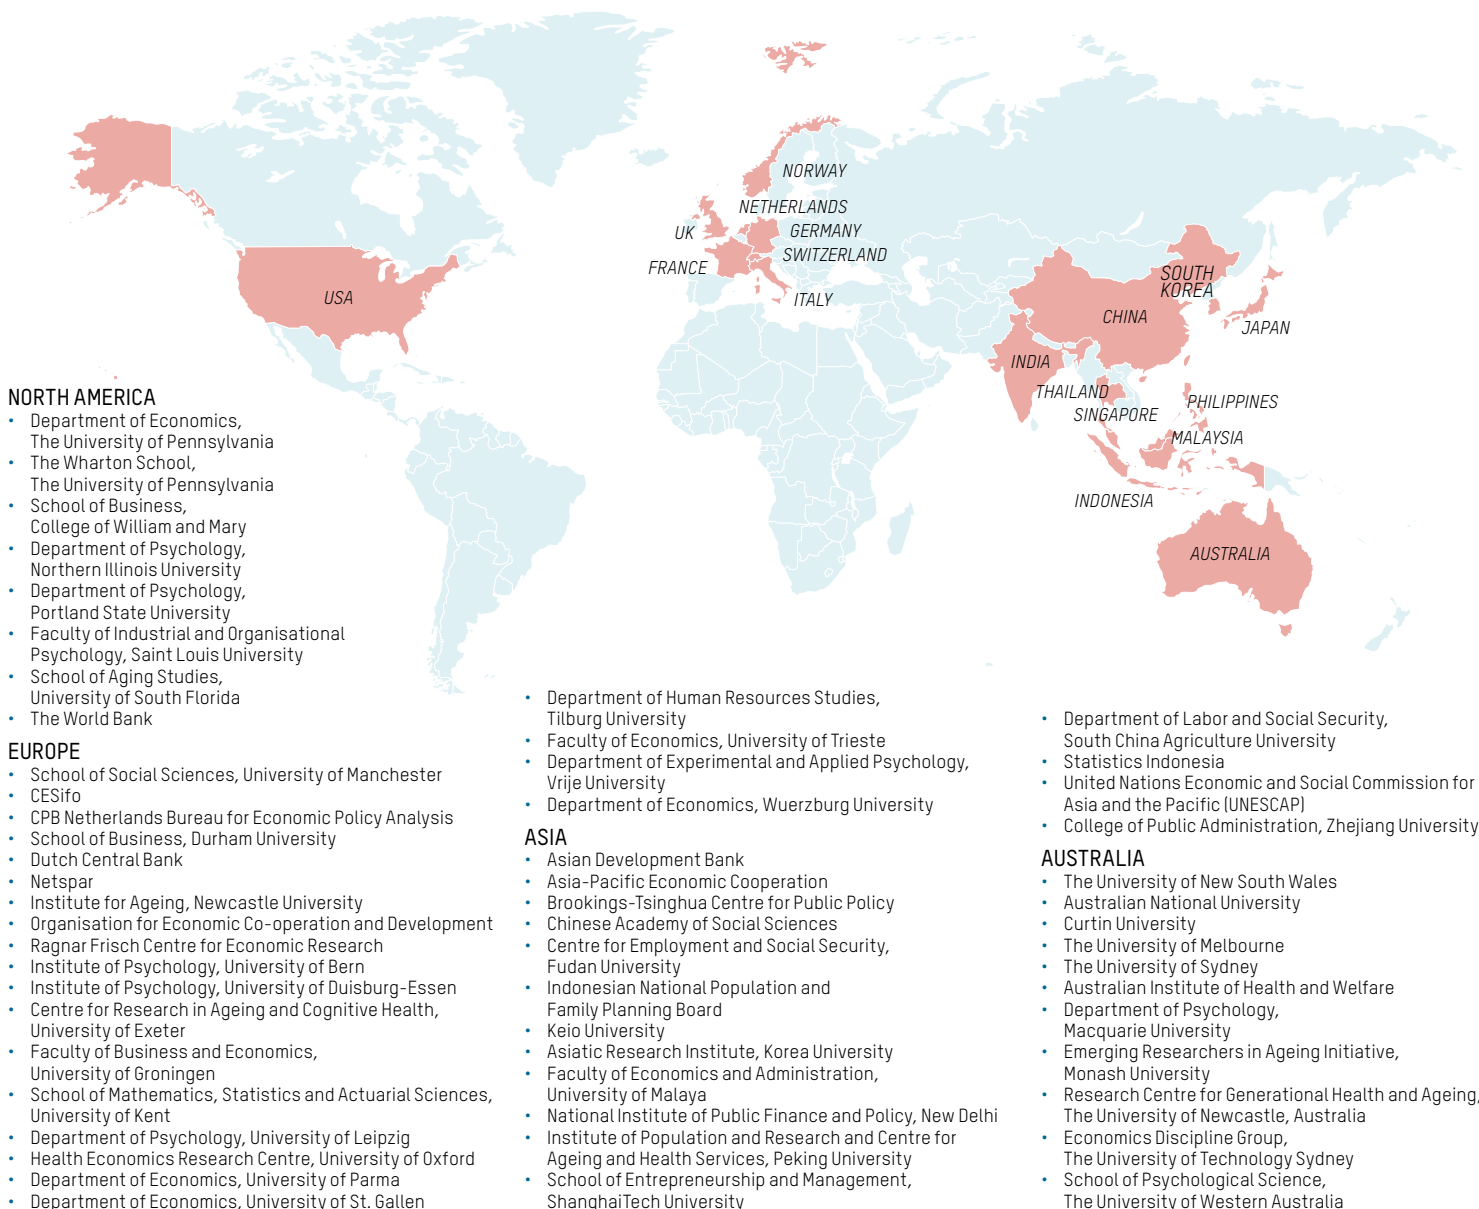 NORWAY
NETHERLANDS
UK
GERMANY
SWITZERLAND
FRANCE
ITALY
USA
SOUTH
KOREA
CHINA
JAPAN
INDIA
THAILAND
SINGAPORE
PHILIPPINES
MALAYSIA
INDONESIA
AUSTRALIA
NORTH AMERICA
• Department of Economics,
The University of Pennsylvania
• The Wharton School,
The University of Pennsylvania
• School of Business,
College of William and Mary
• Department of Psychology,
Northern Illinois University
• Department of Psychology,
Portland State University
• Faculty of Industrial and Organisational
Psychology, Saint Louis University
• School of Aging Studies,
University of South Florida
• The World Bank
EUROPE
• School of Social Sciences, University of Manchester
• CESifo
• CPB Netherlands Bureau for Economic Policy Analysis
• School of Business, Durham University
• Dutch Central Bank
• Netspar
• Institute for Ageing, Newcastle University
• Organisation for Economic Co-operation and Development
• Ragnar Frisch Centre for Economic Research
• Institute of Psychology, University of Bern
• Institute of Psychology, University of Duisburg-Essen
• Centre for Research in Ageing and Cognitive Health,
University of Exeter
• Faculty of Business and Economics,
University of Groningen
• School of Mathematics, Statistics and Actuarial Sciences,
University of Kent
• Department of Psychology, University of Leipzig
• Health Economics Research Centre, University of Oxford
• Department of Economics, University of Parma
• Department of Economics, University of St. Gallen
• Department of Human Resources Studies,
Tilburg University
• Faculty of Economics, University of Trieste
• Department of Experimental and Applied Psychology,
Vrije University
• Department of Economics, Wuerzburg University
ASIA
• Asian Development Bank
• Asia-Pacific Economic Cooperation
• Brookings-Tsinghua Centre for Public Policy
• Chinese Academy of Social Sciences
• Centre for Employment and Social Security,
Fudan University
• Indonesian National Population and
Family Planning Board
• Keio University
• Asiatic Research Institute, Korea University
• Faculty of Economics and Administration,
University of Malaya
• National Institute of Public Finance and Policy, New Delhi
• Institute of Population and Research and Centre for
Ageing and Health Services, Peking University
• School of Entrepreneurship and Management,
ShanghaiTech University
• Department of Labor and Social Security,
South China Agriculture University
• Statistics Indonesia
• United Nations Economic and Social Commission for
Asia and the Pacific (UNESCAP)
• College of Public Administration, Zhejiang University
AUSTRALIA
• The University of New South Wales
• Australian National University
• Curtin University
• The University of Melbourne
• The University of Sydney
• Australian Institute of Health and Welfare
• Department of Psychology,
Macquarie University
• Emerging Researchers in Ageing Initiative,
Monash University
• Research Centre for Generational Health and Ageing,
The University of Newcastle, Australia
• Economics Discipline Group,
The University of Technology Sydney
• School of Psychological Science,
The University of Western Australia